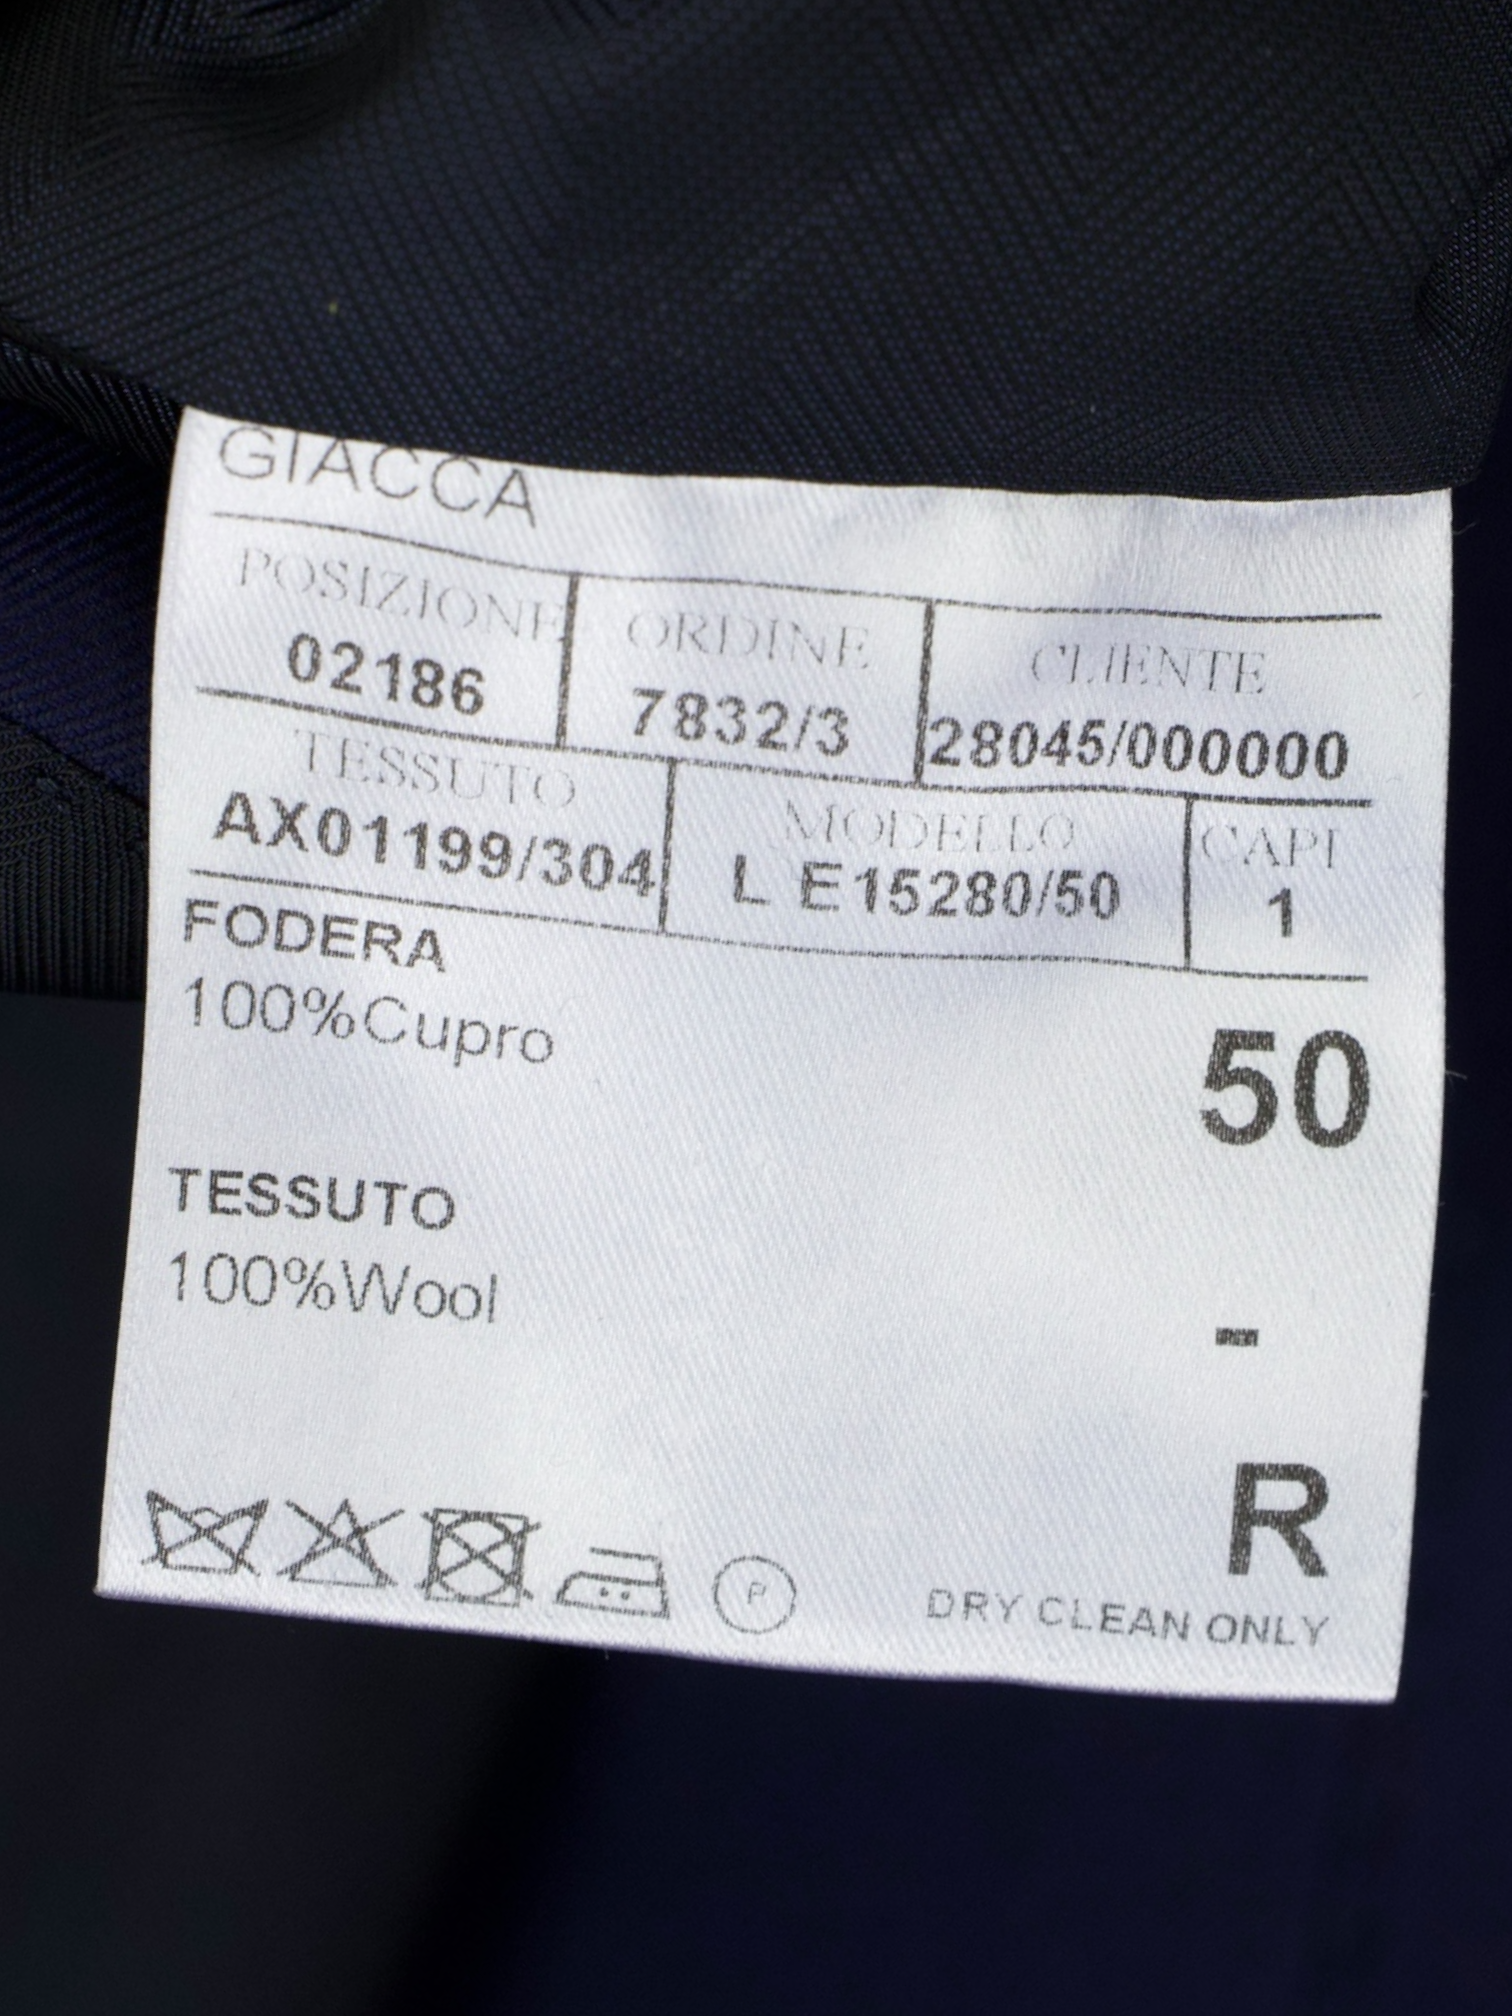 GIACCA
POSIZIONE ORDINE CLIENTE
02186 7832/3 28045/000000
TESSUTO MODELLO CAPI
AX01199/304 L E15280/50 1
FODERA
100%Cupro
50
TESSUTO
100%Wool
-
R
P
DRY CLEAN ONLY